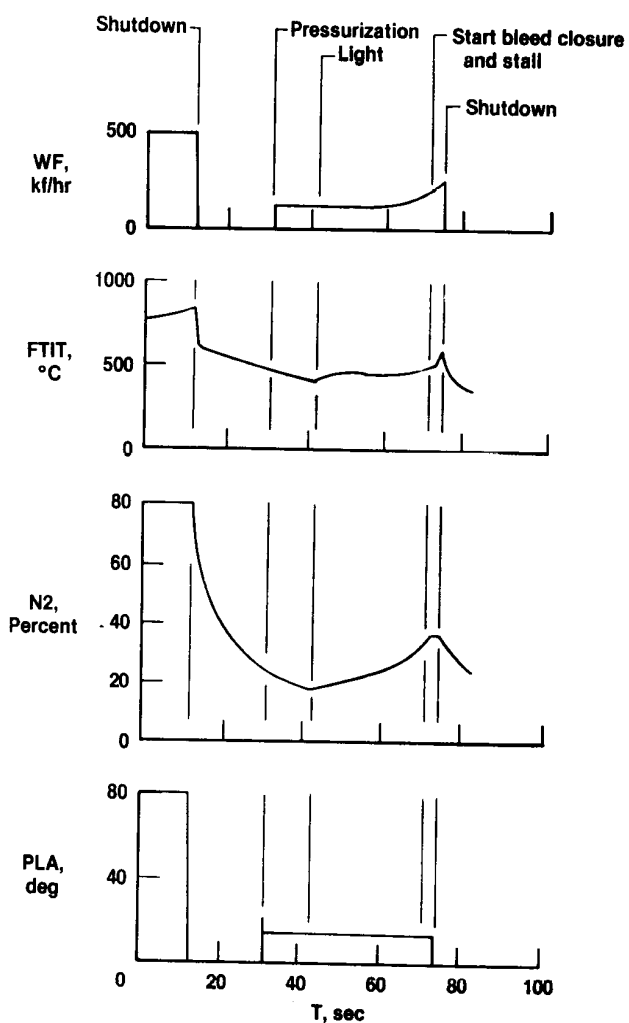 Shutdown
Pressurization
Light
Start bleed closure
and stall
Shutdown
500
WF,
kf/hr
0
1000
FTIT,
°C
500
0
80
60
N2,
Percent
40
20
0
80
PLA,
deg
40
0
20
40
60
80
100
T, sec